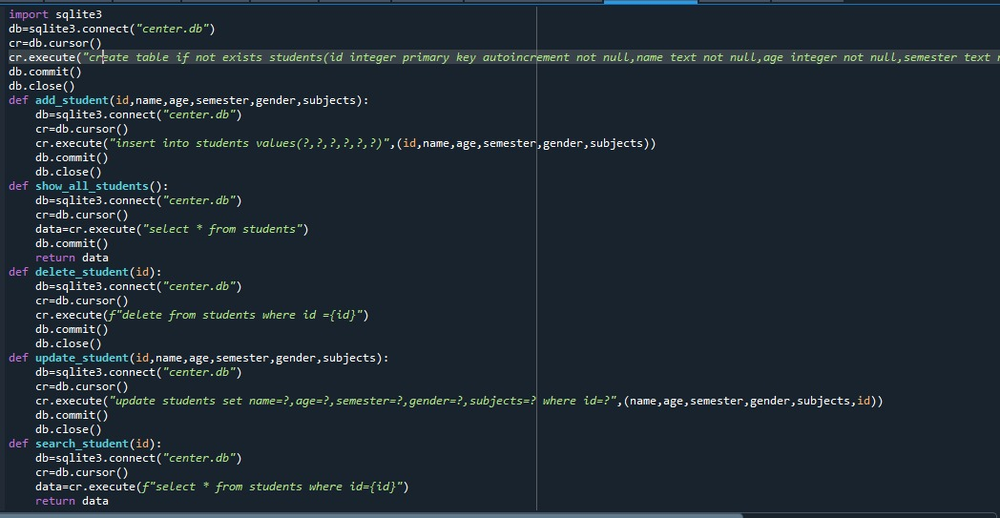 import sqlite3
db=sqlite3.connect("center.db")
cr=db.cursor()
cr.execute("create table if not exists students(id integer primary key autoincrement not null,name text not null,age integer not null,semester text
db.commit()
db.close()
def add_student(id,name,age,semester,gender,subjects):
    db=sqlite3.connect("center.db")
    cr=db.cursor()
    cr.execute("insert into students values(?,?,?,?,?,?)",(id,name,age,semester,gender,subjects))
    db.commit()
    db.close()
def show_all_students():
    db=sqlite3.connect("center.db")
    cr=db.cursor()
    data=cr.execute("select * from students")
    db.commit()
    return data
def delete_student(id):
    db=sqlite3.connect("center.db")
    cr=db.cursor()
    cr.execute(f"delete from students where id ={id}")
    db.commit()
    db.close()
def update_student(id,name,age,semester,gender,subjects):
    db=sqlite3.connect("center.db")
    cr=db.cursor()
    cr.execute("update students set name=?,age=?,semester=?,gender=?,subjects=? where id=?",(name,age,semester,gender,subjects,id))
    db.commit()
    db.close()
def search_student(id):
    db=sqlite3.connect("center.db")
    cr=db.cursor()
    data=cr.execute(f"select * from students where id={id}")
    return data